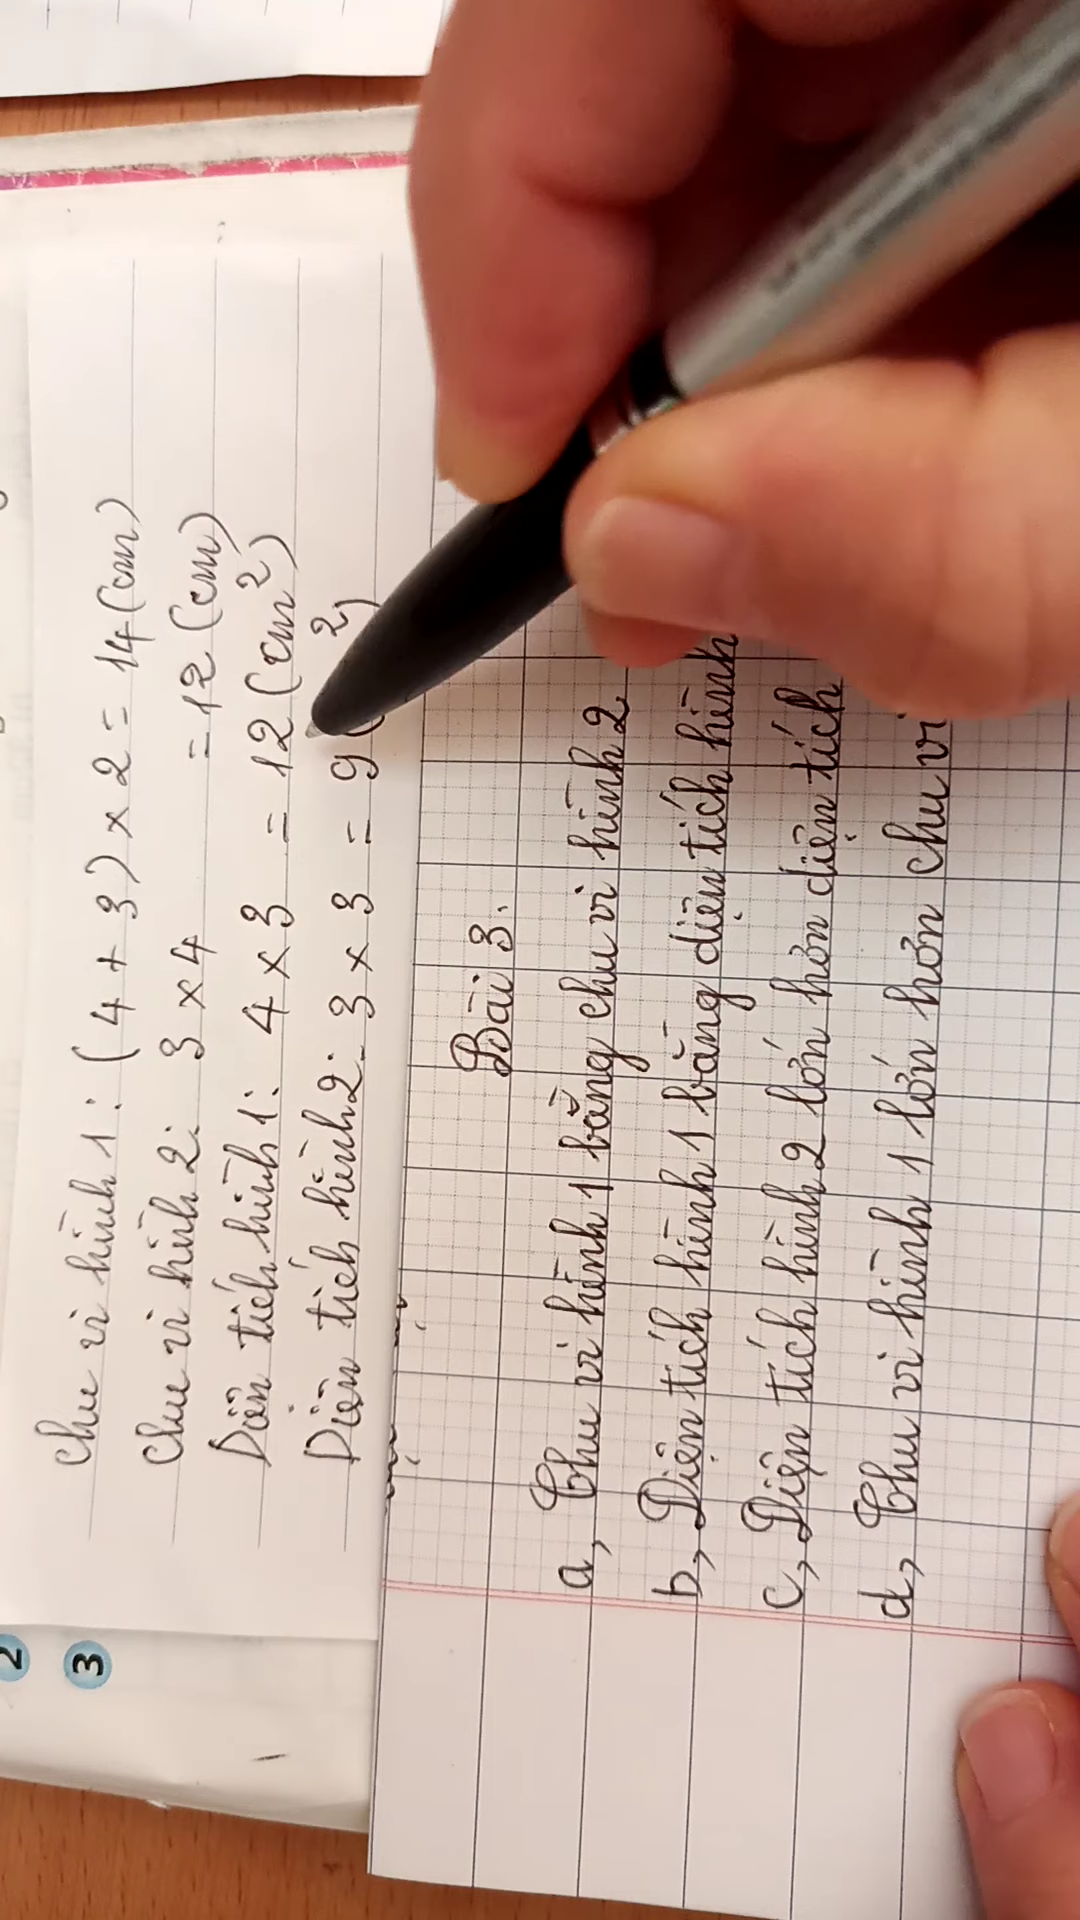 Chu vi hình 1: (4 + 3) × 2 = 14 (cm)
Chu vi hình 2: 3 × 4 = 12 (cm)
Diện tích hình 1: 4 × 3 = 12 (cm²)
Diện tích hình 2: 3 × 3 = 9 ( ²)
Bài 3.
a, Chu vi hình 1 bằng chu vi hình 2
b, Diện tích hình 1 bằng diện tích hình
c, Diện tích hình 2 lớn hơn diện tích
d, Chu vi hình 1 lớn hơn chu vi
2
3